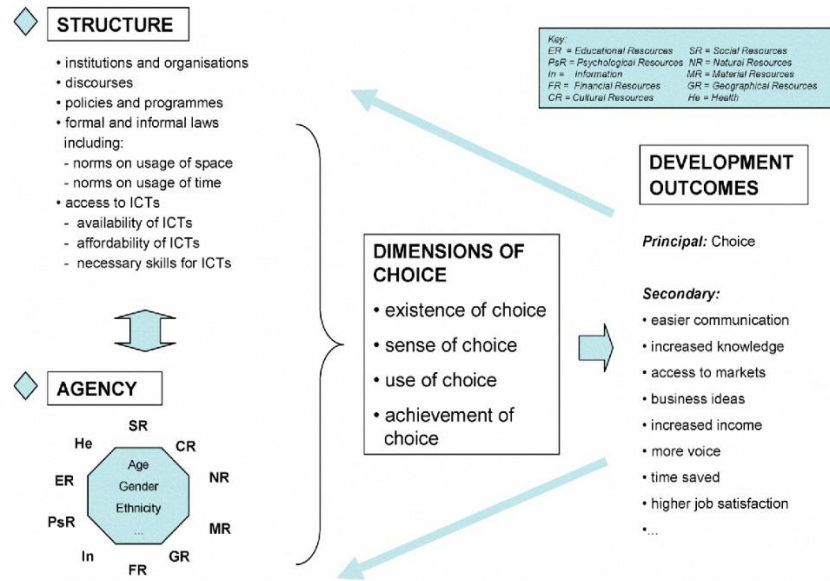 STRUCTURE
• institutions and organisations
• discourses
• policies and programmes
• formal and informal laws
including:
- norms on usage of space
- norms on usage of time
• access to ICTs
- availability of ICTs
- affordability of ICTs
- necessary skills for ICTs
AGENCY
SR
He
CR
ER
NR
PsR
MR
In
GR
FR
Age
Gender
Ethnicity
...
DIMENSIONS OF
CHOICE
• existence of choice
• sense of choice
• use of choice
• achievement of
choice
Key:
ER = Educational Resources SR = Social Resources
PsR = Psychological Resources NR = Natural Resources
In = Information MR = Material Resources
FR = Financial Resources GR = Geographical Resources
CR = Cultural Resources He = Health
DEVELOPMENT
OUTCOMES
Principal: Choice
Secondary:
• easier communication
• increased knowledge
• access to markets
• business ideas
• increased income
• more voice
• time saved
• higher job satisfaction
•...